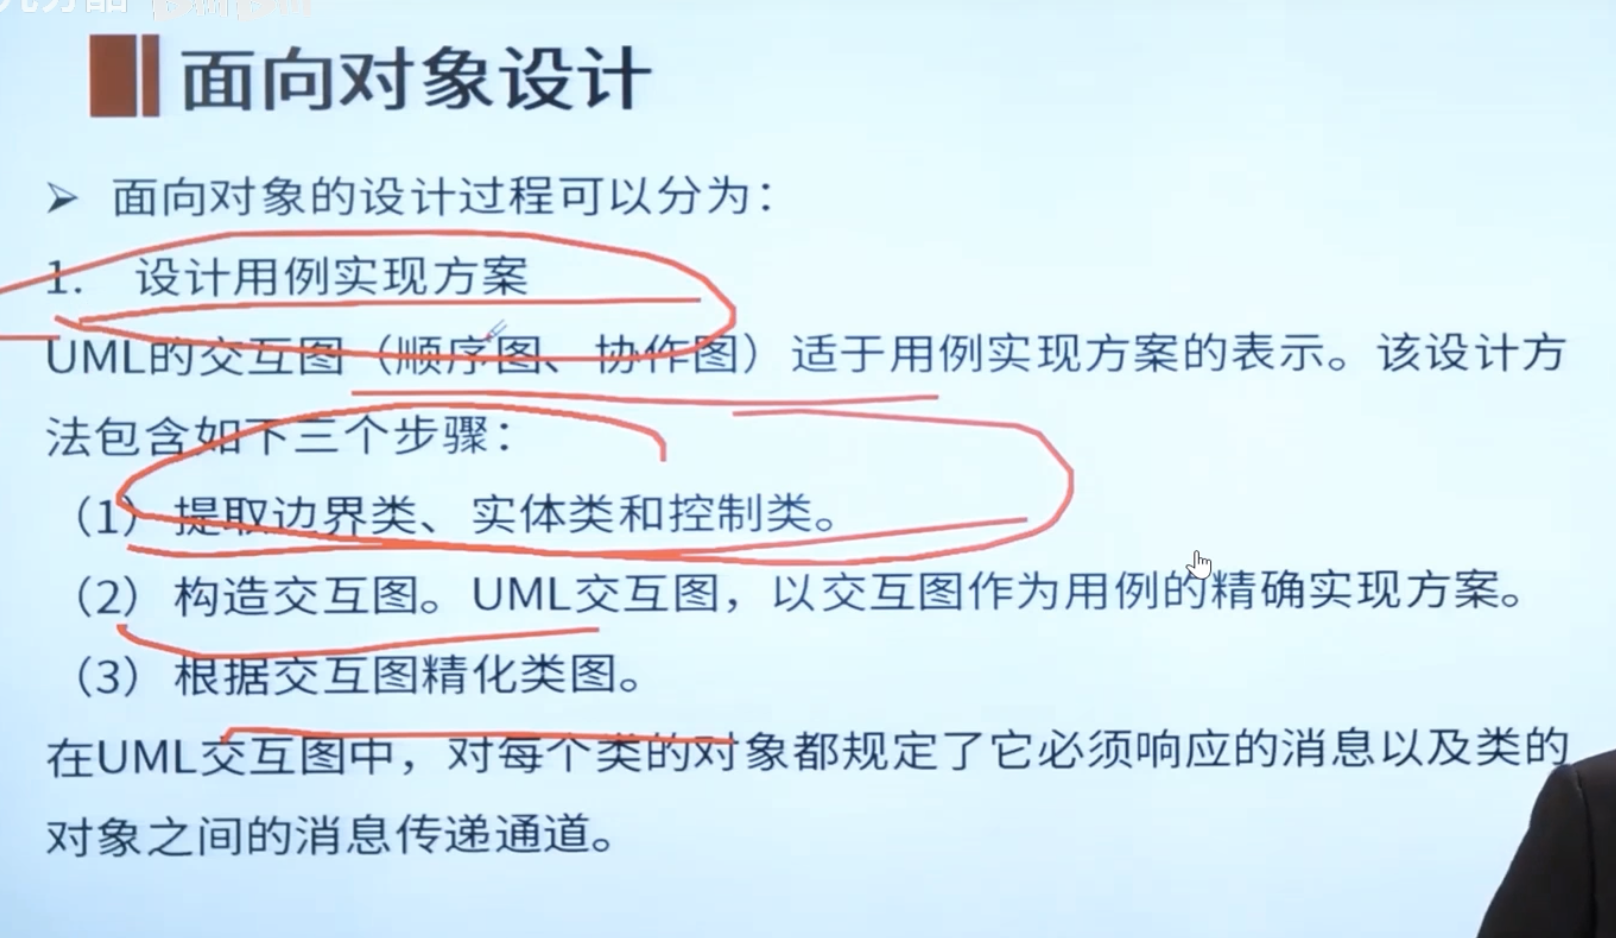 面向对象设计
➢ 面向对象的设计过程可以分为：
1. 设计用例实现方案
UML的交互图（顺序图、协作图）适于用例实现方案的表示。该设计方
法包含如下三个步骤：
（1）提取边界类、实体类和控制类。
（2）构造交互图。UML交互图，以交互图作为用例的精确实现方案。
（3）根据交互图精化类图。
在UML交互图中，对每个类的对象都规定了它必须响应的消息以及类的
对象之间的消息传递通道。